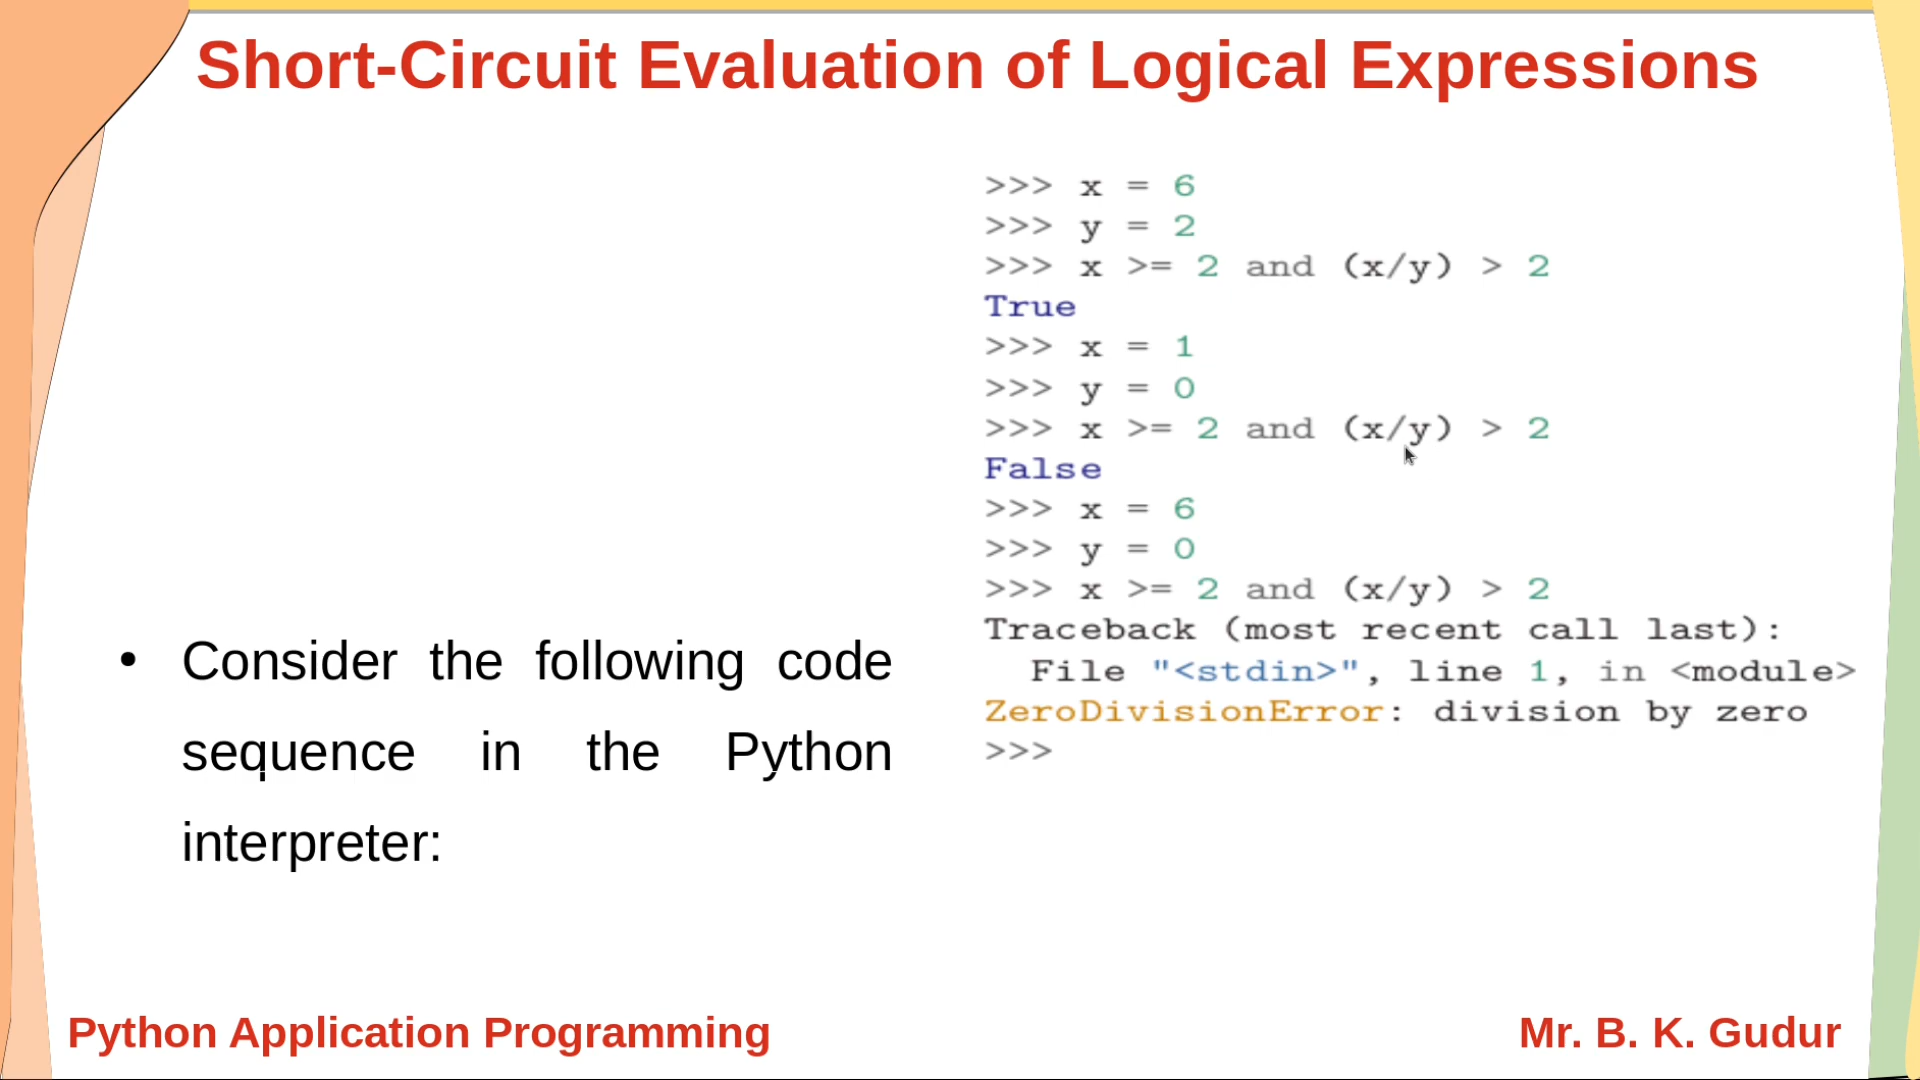 Short-Circuit Evaluation of Logical Expressions
• Consider the following code
sequence in the Python
interpreter:
>>> x = 6
>>> y = 2
>>> x >= 2 and (x/y) > 2
True
>>> x = 1
>>> y = 0
>>> x >= 2 and (x/y) > 2
False
>>> x = 6
>>> y = 0
>>> x >= 2 and (x/y) > 2
Traceback (most recent call last):
  File "<stdin>", line 1, in <module>
ZeroDivisionError: division by zero
>>>
Python Application Programming
Mr. B. K. Gudur